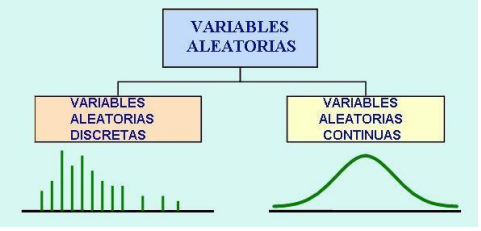 VARIABLES
ALEATORIAS
VARIABLES
ALEATORIAS
DISCRETAS
VARIABLES
ALEATORIAS
CONTINUAS